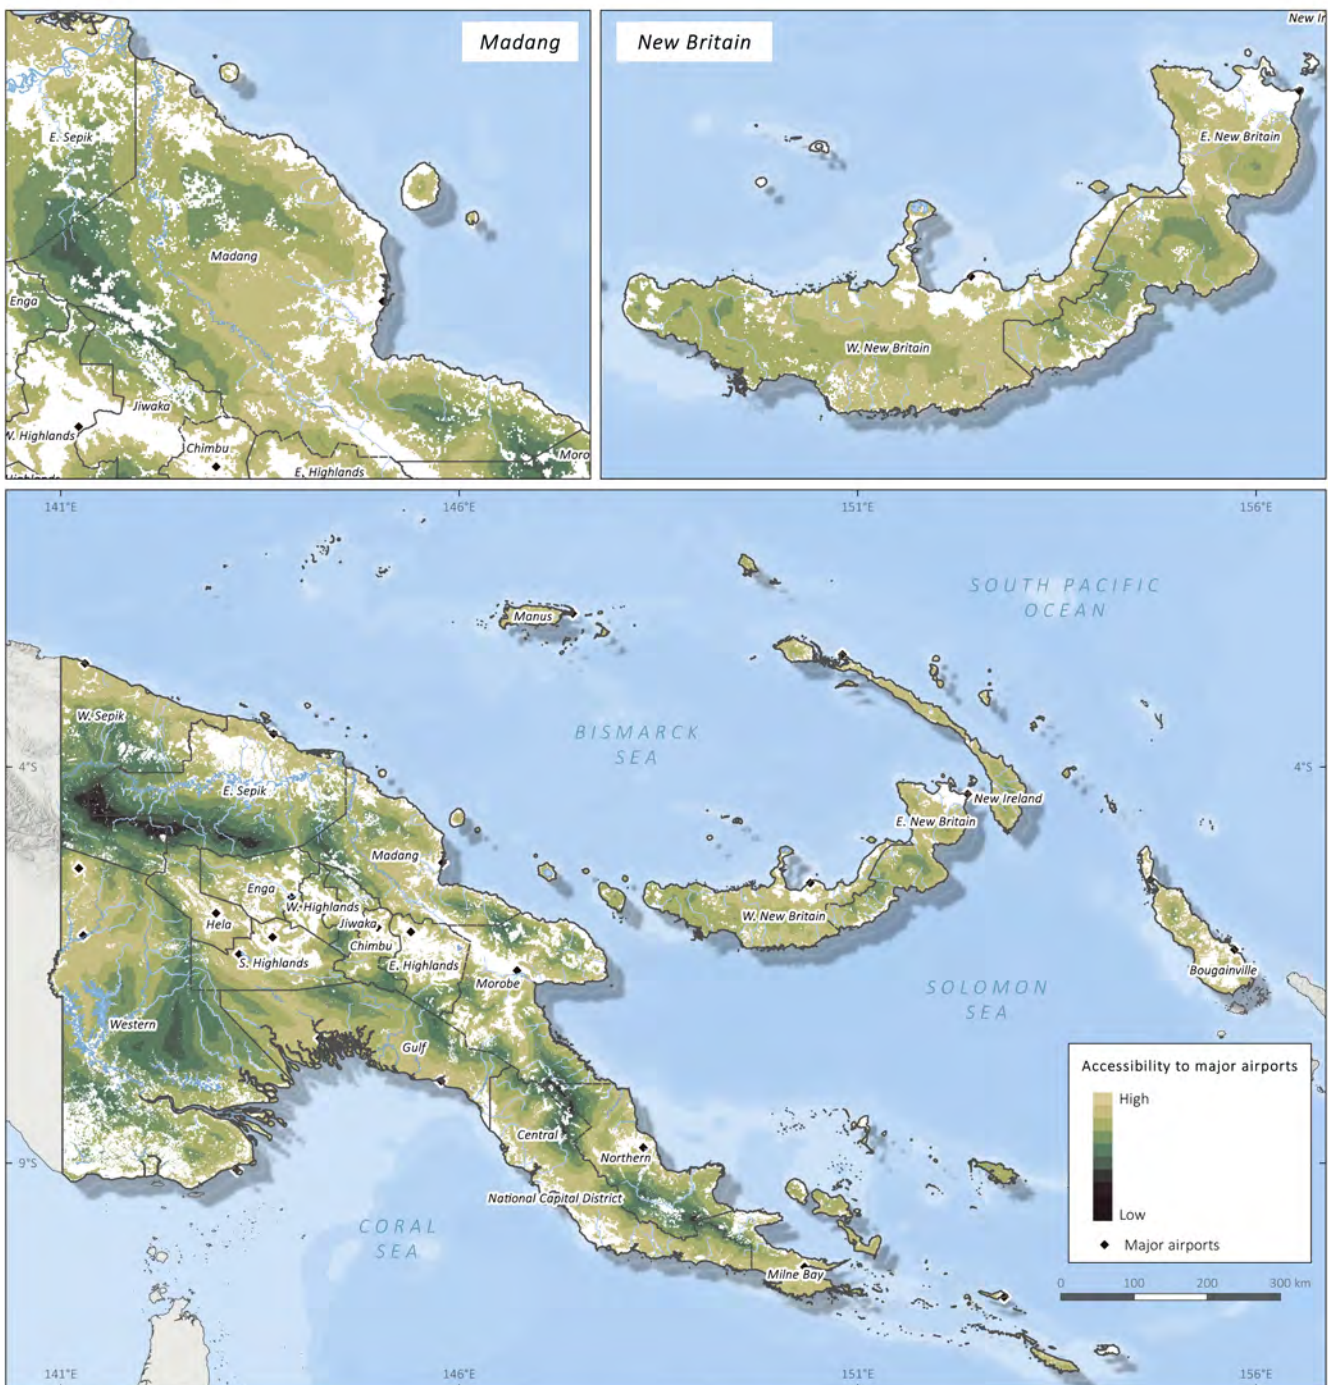 Madang
E. Sepik
Madang
Enga
Jiwaka
W. Highlands
Chimbu
E. Highlands
Moro
Highlands
New Britain
New Ir
E. New Britain
W. New Britain
141°E
146°E
151°E
156°E
SOUTH PACIFIC
OCEAN
Manus
W. Sepik
BISMARCK
SEA
4°S
4°S
E. Sepik
New Ireland
E. New Britain
Madang
Enga
W. Highlands
W. New Britain
Hela
Jiwaka
Chimbu
S. Highlands
E. Highlands
Bougainville
Morobe
SOLOMON
SEA
Western
Gulf
Central
Northern
9°S
National Capital District
CORAL
SEA
Milne Bay
Accessibility to major airports
High
Low
Major airports
0
100
200
300 km
141°E
146°E
151°E
156°E